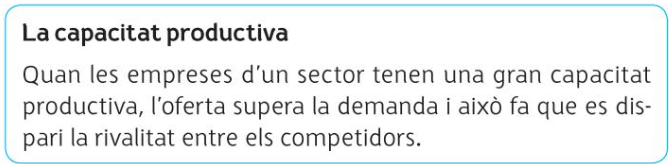 La capacitat productiva
Quan les empreses d’un sector tenen una gran capacitat
productiva, l’oferta supera la demanda i això fa que es dis-
pari la rivalitat entre els competidors.